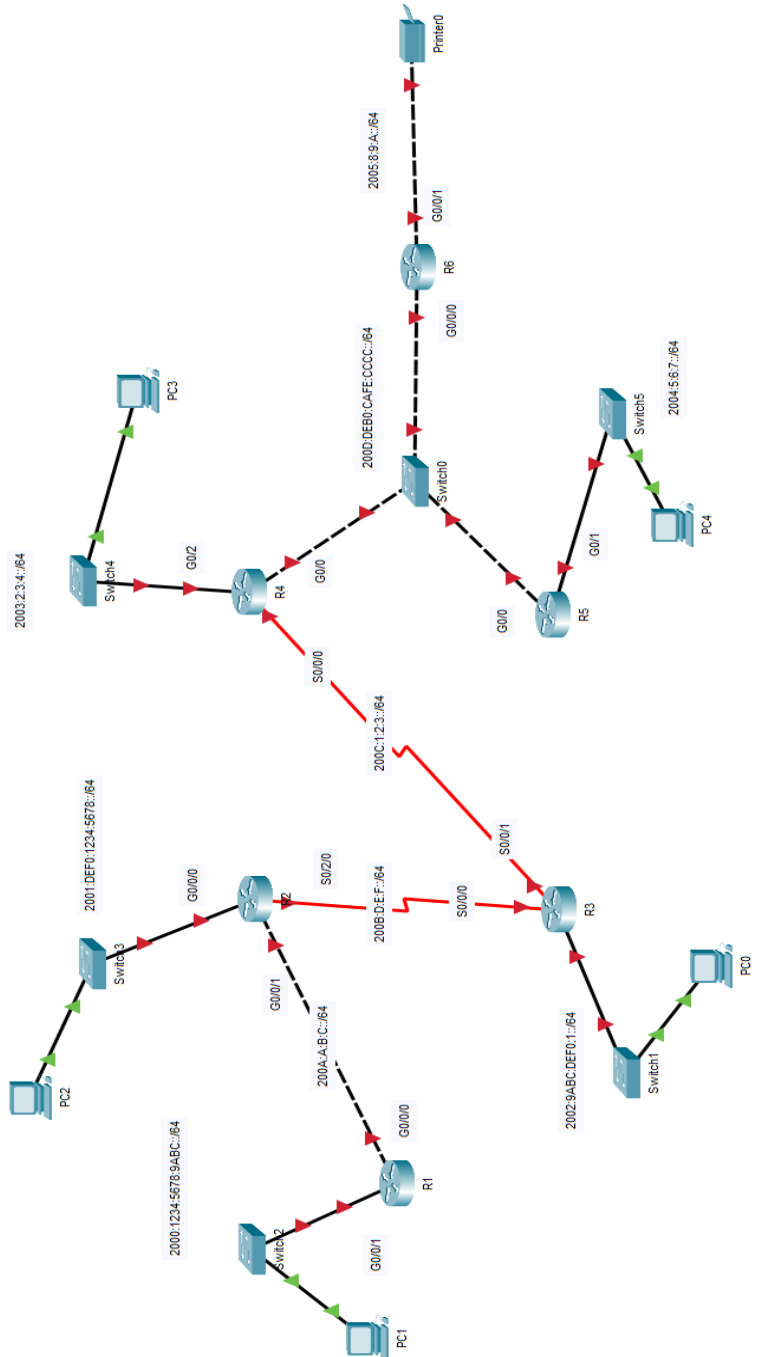 PC2
Switch3
2001:DEF0:1234:5678::/64
G0/0/0
R2
G0/0/1
S0/2/0
200A:A:B:C::/64
2000:1234:5678:9ABC::/64
Switch2
G0/0/1
PC1
G0/0/0
R1
200B:D:E:F::/64
S0/0/0
R3
S0/0/1
2002:9ABC:DEF0:1::/64
Switch1
PC0
200C:1:2:3::/64
S0/0/0
R4
G0/2
G0/0
2003:2:3:4::/64
Switch4
PC3
200D:DEB0:CAFE:CCCC::/64
Switch0
G0/0
R5
G0/1
Switch5
PC4
2004:5:6:7::/64
G0/0/0
R6
G0/0/1
2005:8:9:A::/64
Printer0